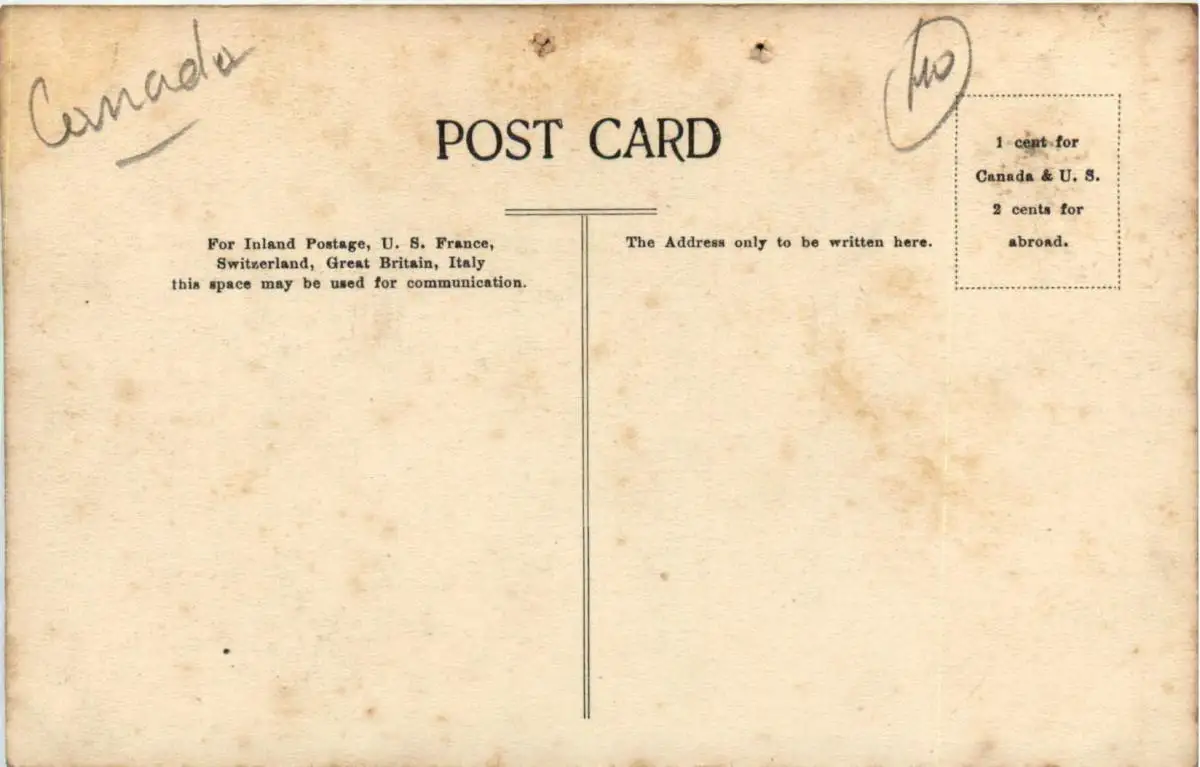 Canada
POST CARD
1 cent for
Canada & U. S.
2 cents for
abroad.
For Inland Postage, U. S. France,
Switzerland, Great Britain, Italy
this space may be used for communication.
The Address only to be written here.